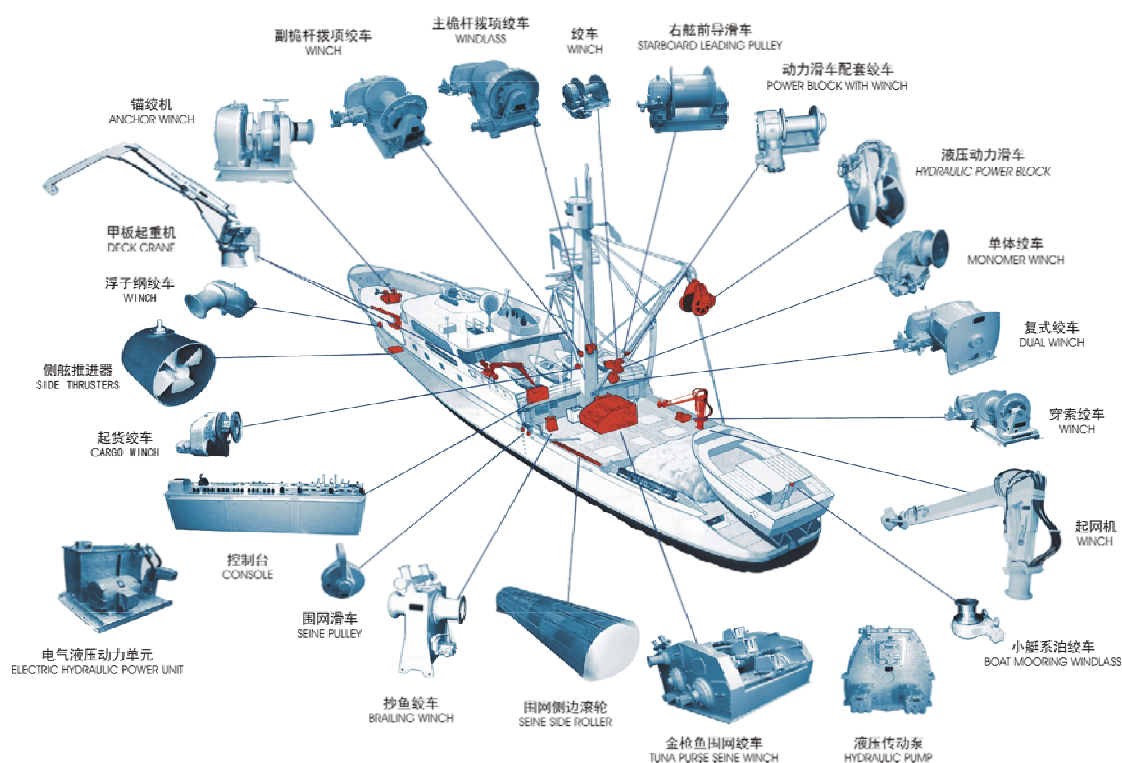 主桅杆拨项绞车
WINDLASS
副桅杆拨项绞车
WINCH
绞车
WINCH
右舷前导滑车
STARBOARD LEADING PULLEY
动力滑车配套绞车
POWER BLOCK WITH WINCH
锚绞机
ANCHOR WINCH
液压动力滑车
HYDRAULIC POWER BLOCK
甲板起重机
DECK CRANE
单体绞车
MONOMER WINCH
浮子纲绞车
WINCH
复式绞车
DUAL WINCH
侧舷推进器
SIDE THRUSTERS
穿索绞车
WINCH
起货绞车
CARGO WINCH
起网机
WINCH
控制台
CONSOLE
围网滑车
SEINE PULLEY
电气液压动力单元
ELECTRIC HYDRAULIC POWER UNIT
小艇系泊绞车
BOAT MOORING WINDLASS
抄鱼绞车
BRAILING WINCH
围网侧边滚轮
SEINE SIDE ROLLER
金枪鱼围网绞车
TUNA PURSE SEINE WINCH
液压传动泵
HYDRAULIC PUMP